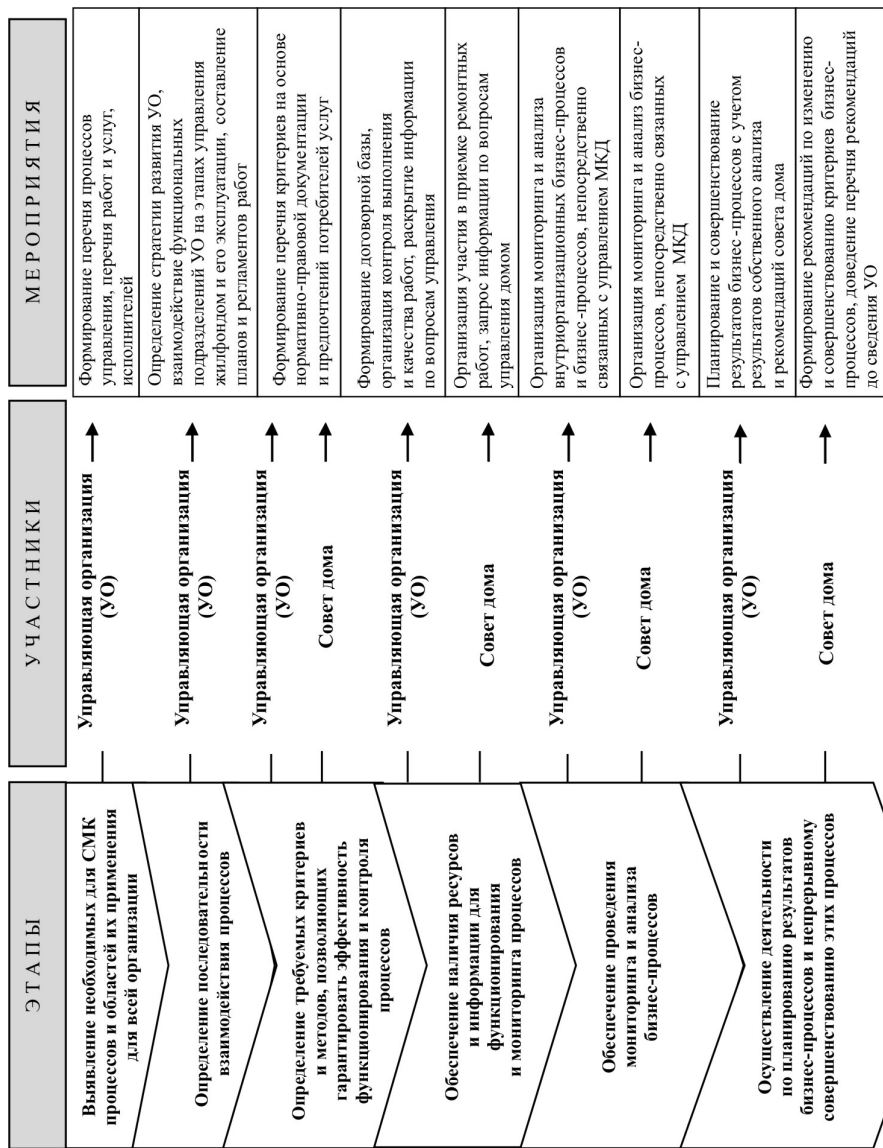 ЭТАПЫ
УЧАСТНИКИ
МЕРОПРИЯТИЯ
Выявление необходимых для СМК
процессов и областей их применения
для всей организации
Управляющая организация
(УО)
Формирование перечня процессов
управления, перечня работ и услуг,
исполнителей
Определение последовательности
взаимодействия процессов
Управляющая организация
(УО)
Определение стратегии развития УО,
взаимодействие функциональных
подразделений УО на этапах управления
жилфондом и его эксплуатации, составление
планов и регламентов работ
Определение требуемых критериев
и методов, позволяющих
гарантировать эффективность
функционирования и контроля
процессов
Управляющая организация
(УО)
Совет дома
Формирование перечня критериев на основе
нормативно-правовой документации
и предпочтений потребителей услуг
Обеспечение наличия ресурсов
и информации для
функционирования
и мониторинга процессов
Управляющая организация
(УО)
Формирование договорной базы,
организация контроля выполнения
и качества работ, раскрытие информации
по вопросам управления
Совет дома
Организация участия в приемке ремонтных
работ, запрос информации по вопросам
управления домом
Обеспечение проведения
мониторинга и анализа
бизнес-процессов
Управляющая организация
(УО)
Организация мониторинга и анализа
внутриорганизационных бизнес-процессов
и бизнес-процессов, непосредственно
связанных с управлением МКД
Совет дома
Организация мониторинга и анализ бизнес-
процессов, непосредственно связанных
с управлением МКД
Осуществление деятельности
по планированию результатов
бизнес-процессов и непрерывному
совершенствованию этих процессов
Управляющая организация
(УО)
Планирование и совершенствование
результатов бизнес-процессов с учетом
результатов собственного анализа
и рекомендаций совета дома
Совет дома
Формирование рекомендаций по изменению
и совершенствованию критериев бизнес-
процессов, доведение перечня рекомендаций
до сведения УО